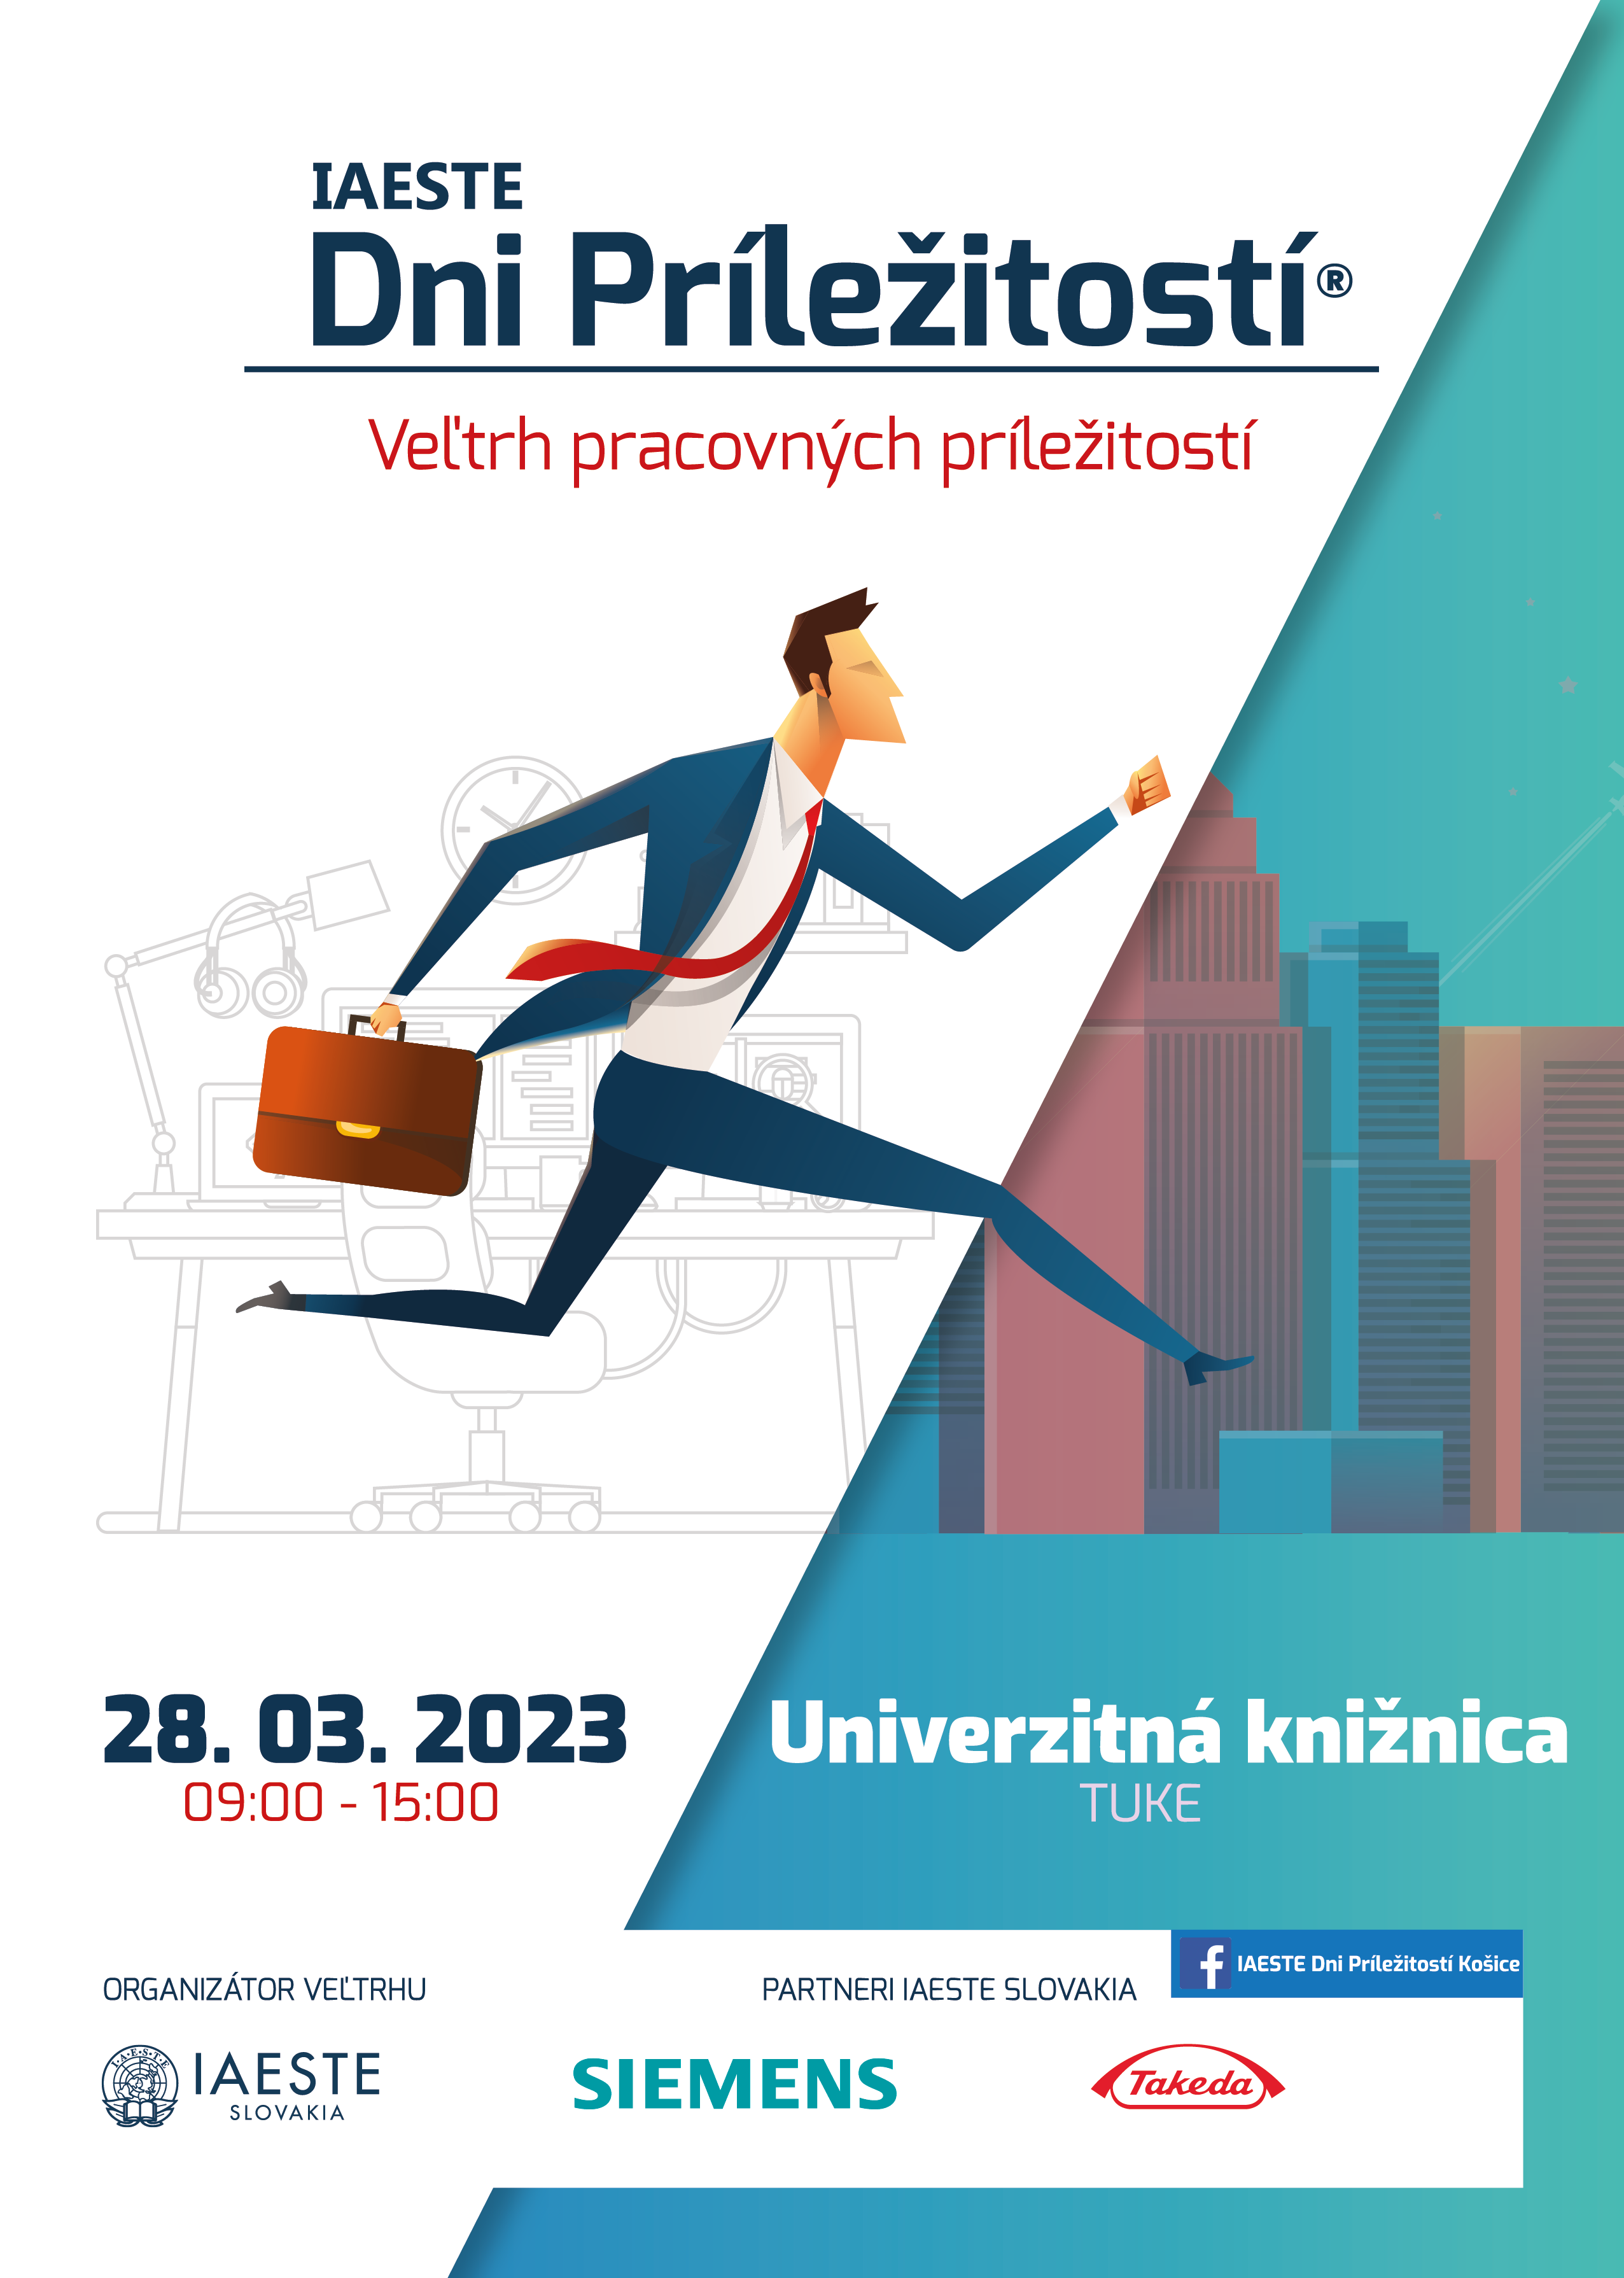 IAESTE
Dni Príležitostí®
Veľtrh pracovných príležitostí
28. 03. 2023
09:00 - 15:00
Univerzitná knižnica
TUKE
IAESTE Dni Príležitostí Košice
ORGANIZÁTOR VEĽTRHU
PARTNERI IAESTE SLOVAKIA
I·A·E·S·T·E
IAESTE
SLOVAKIA
SIEMENS
Takeda